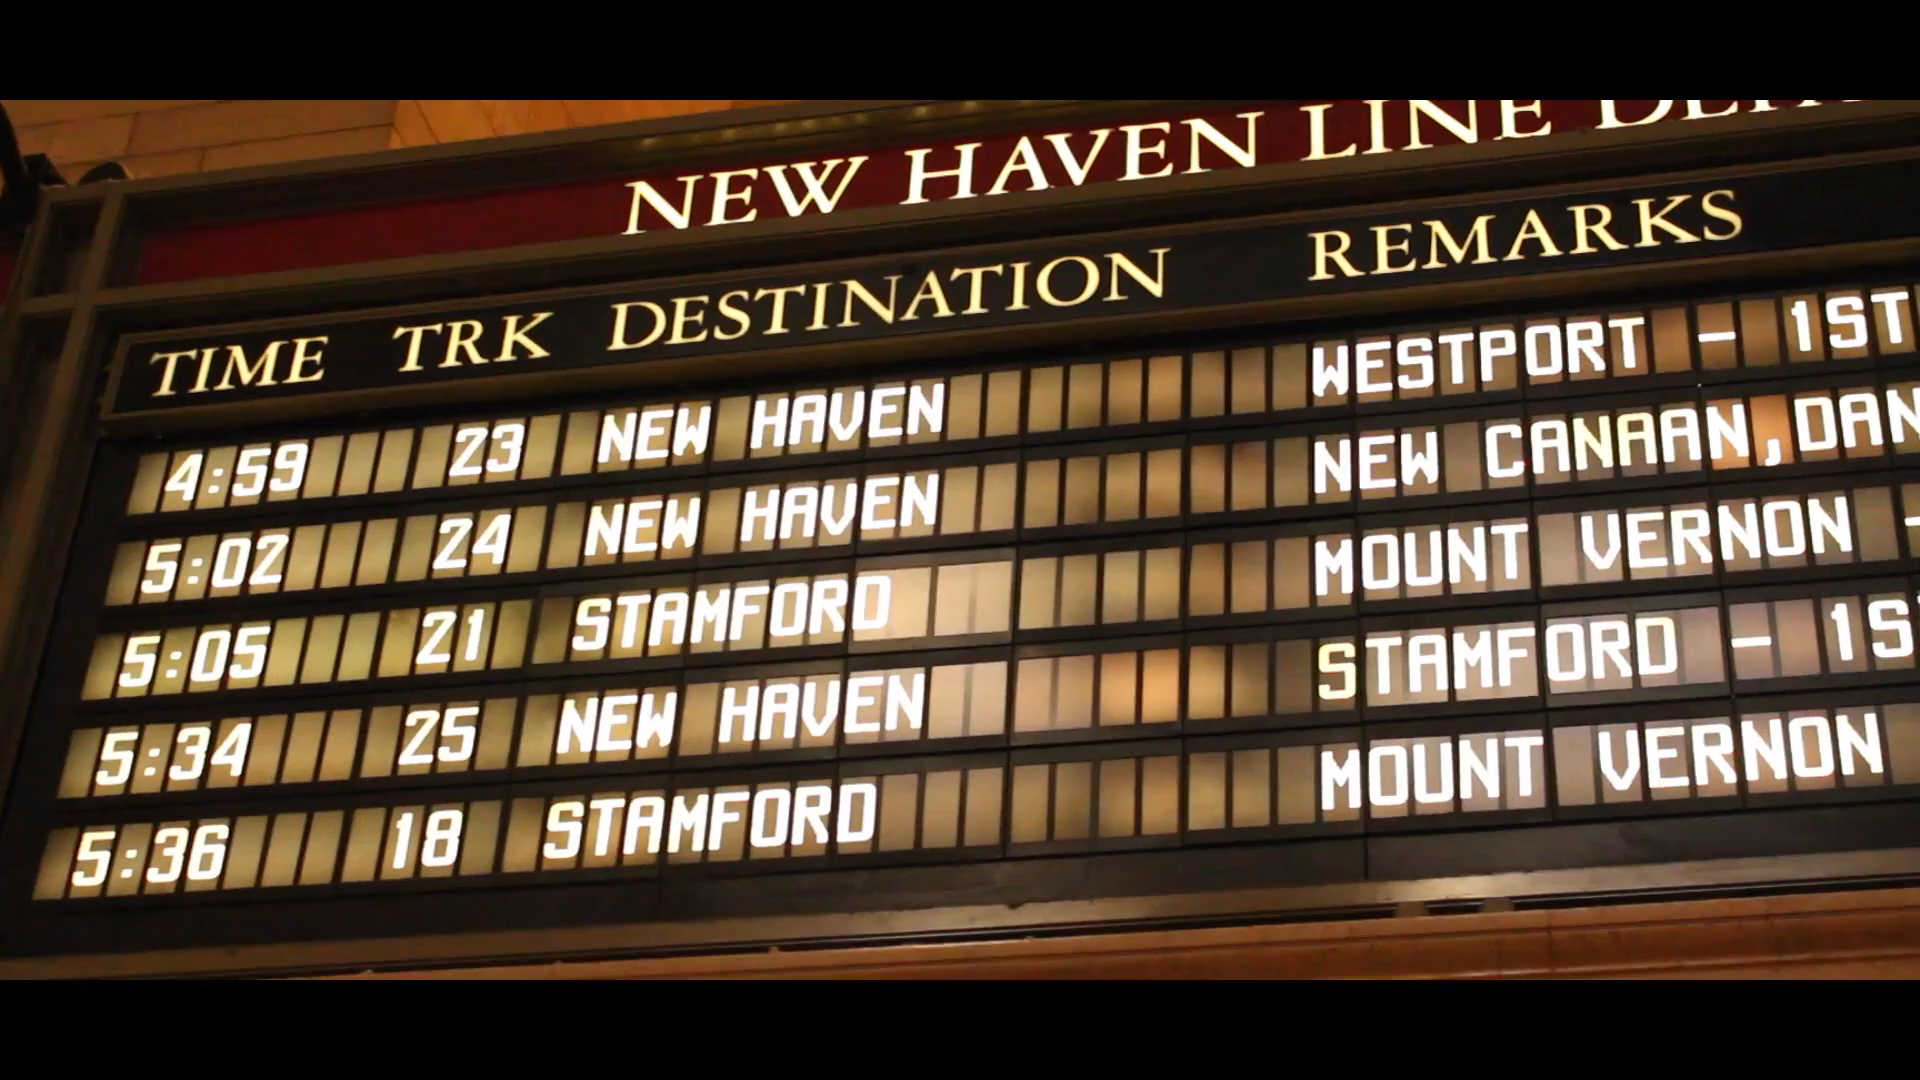 NEW HAVEN LINE
TIME TRK DESTINATION REMARKS
4:59 23 NEW HAVEN WESTPORT - 1ST
5:02 24 NEW HAVEN NEW CANAAN,DAN
5:05 21 STAMFORD MOUNT VERNON -
5:34 25 NEW HAVEN STAMFORD - 1S
5:36 18 STAMFORD MOUNT VERNON